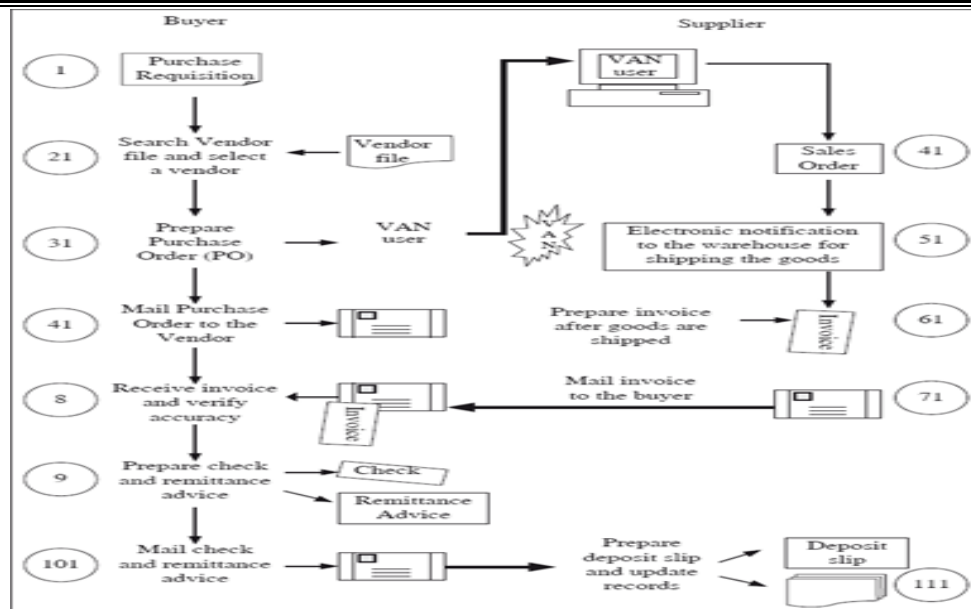 Buyer
Supplier
1
Purchase
Requisition
VAN
user
21
Search Vendor
file and select
a vendor
Vendor
file
Sales
Order
41
31
Prepare
Purchase
Order (PO)
VAN
user
VAN
Electronic notification
to the warehouse for
shipping the goods
51
41
Mail Purchase
Order to the
Vendor
Prepare invoice
after goods are
shipped
Invoice
61
8
Receive invoice
and verify
accuracy
Invoice
Mail invoice
to the buyer
71
9
Prepare check
and remittance
advice
Check
Remittance
Advice
101
Mail check
and remittance
advice
Prepare
deposit slip
and update
records
Deposit
slip
111